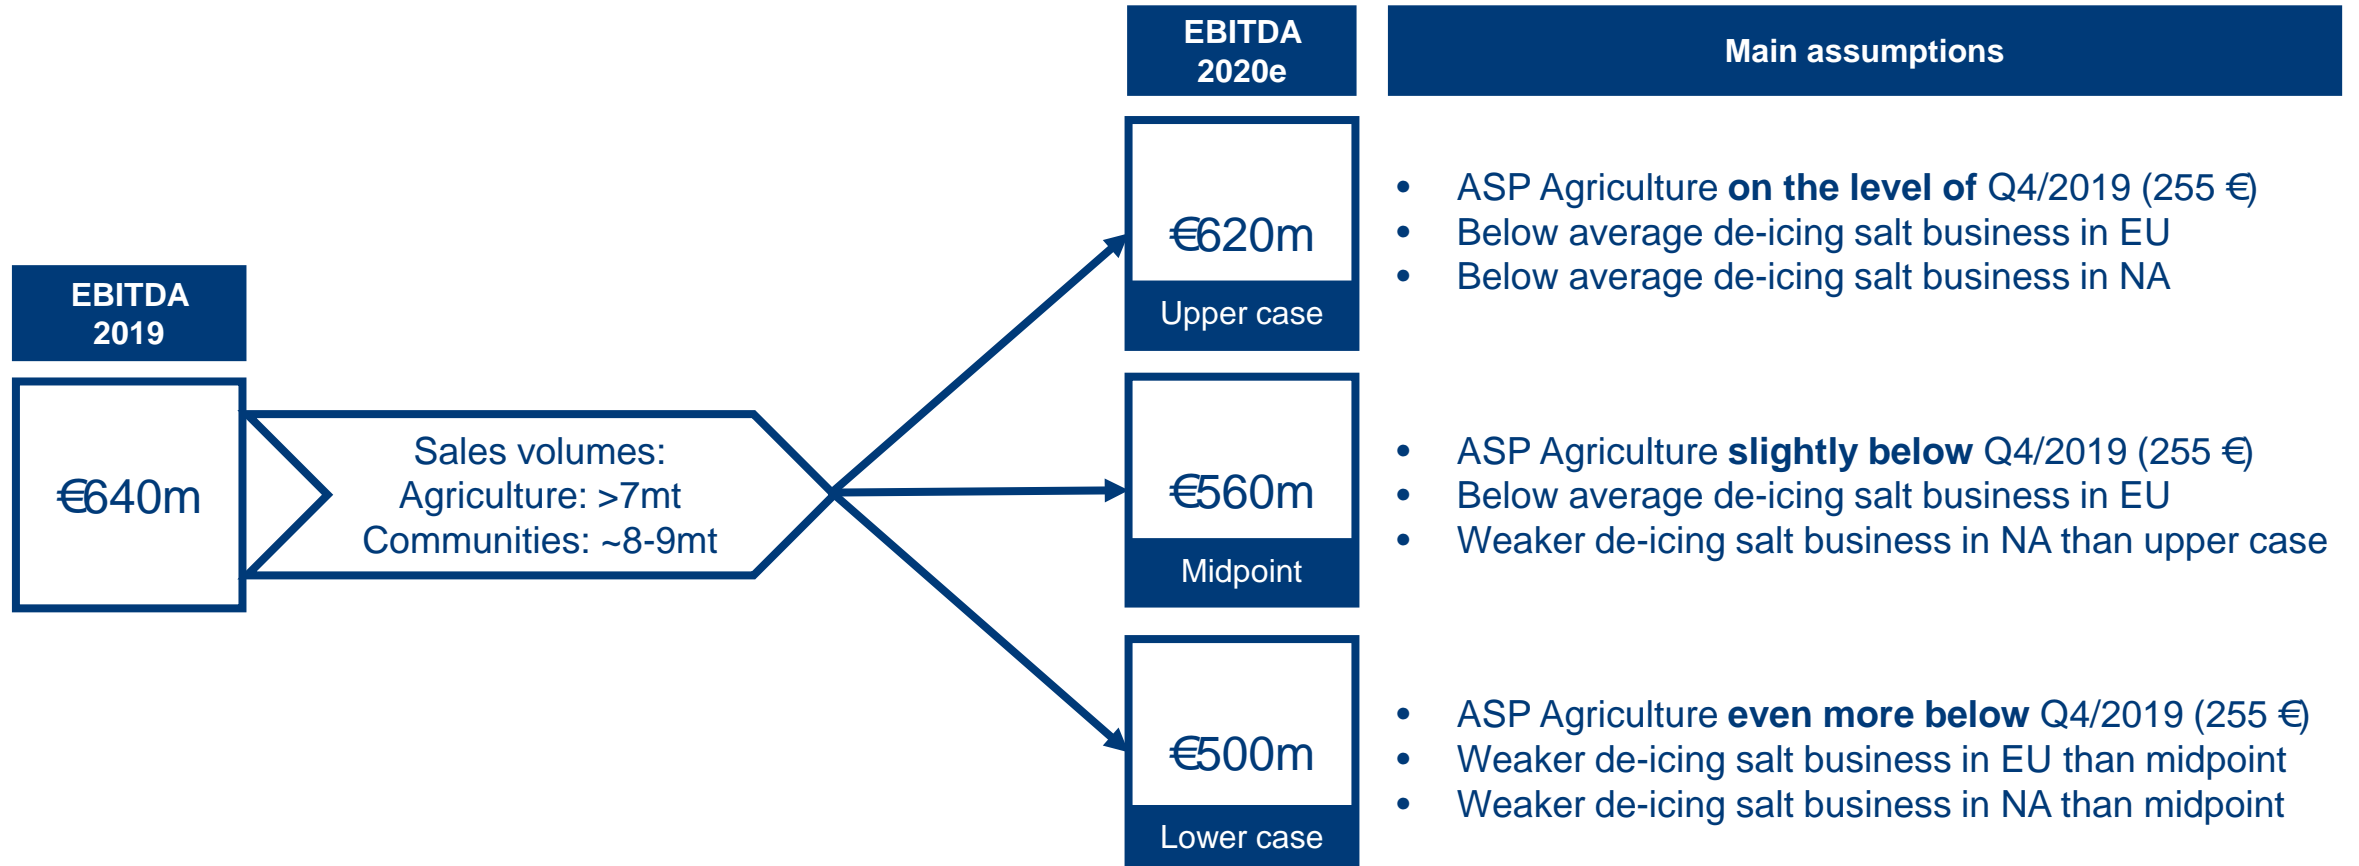 EBITDA
2019
€640m
Sales volumes:
Agriculture: >7mt
Communities: ~8-9mt
EBITDA
2020e
Main assumptions
€620m
Upper case
• ASP Agriculture on the level of Q4/2019 (255 €)
• Below average de-icing salt business in EU
• Below average de-icing salt business in NA
€560m
Midpoint
• ASP Agriculture slightly below Q4/2019 (255 €)
• Below average de-icing salt business in EU
• Weaker de-icing salt business in NA than upper case
€500m
Lower case
• ASP Agriculture even more below Q4/2019 (255 €)
• Weaker de-icing salt business in EU than midpoint
• Weaker de-icing salt business in NA than midpoint